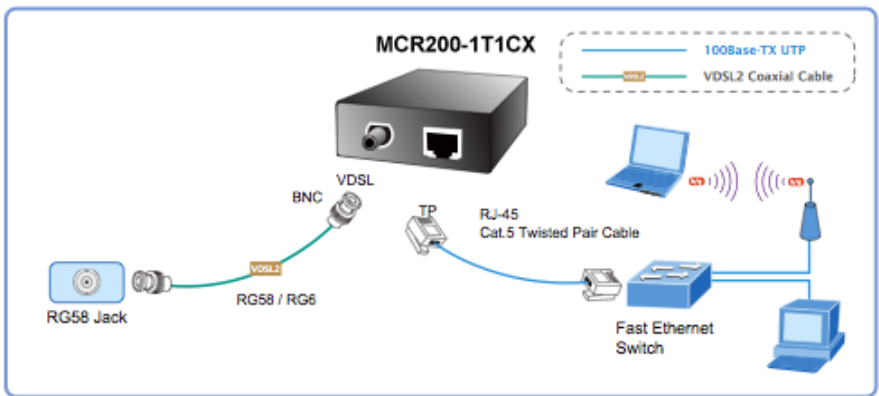 MCR200-1T1CX
100Base-TX UTP
VDSL2
VDSL2 Coaxial Cable
VDSL
BNC
TP
RJ-45
Cat.5 Twisted Pair Cable
VDSL2
RG58 / RG6
RG58 Jack
Fast Ethernet
Switch